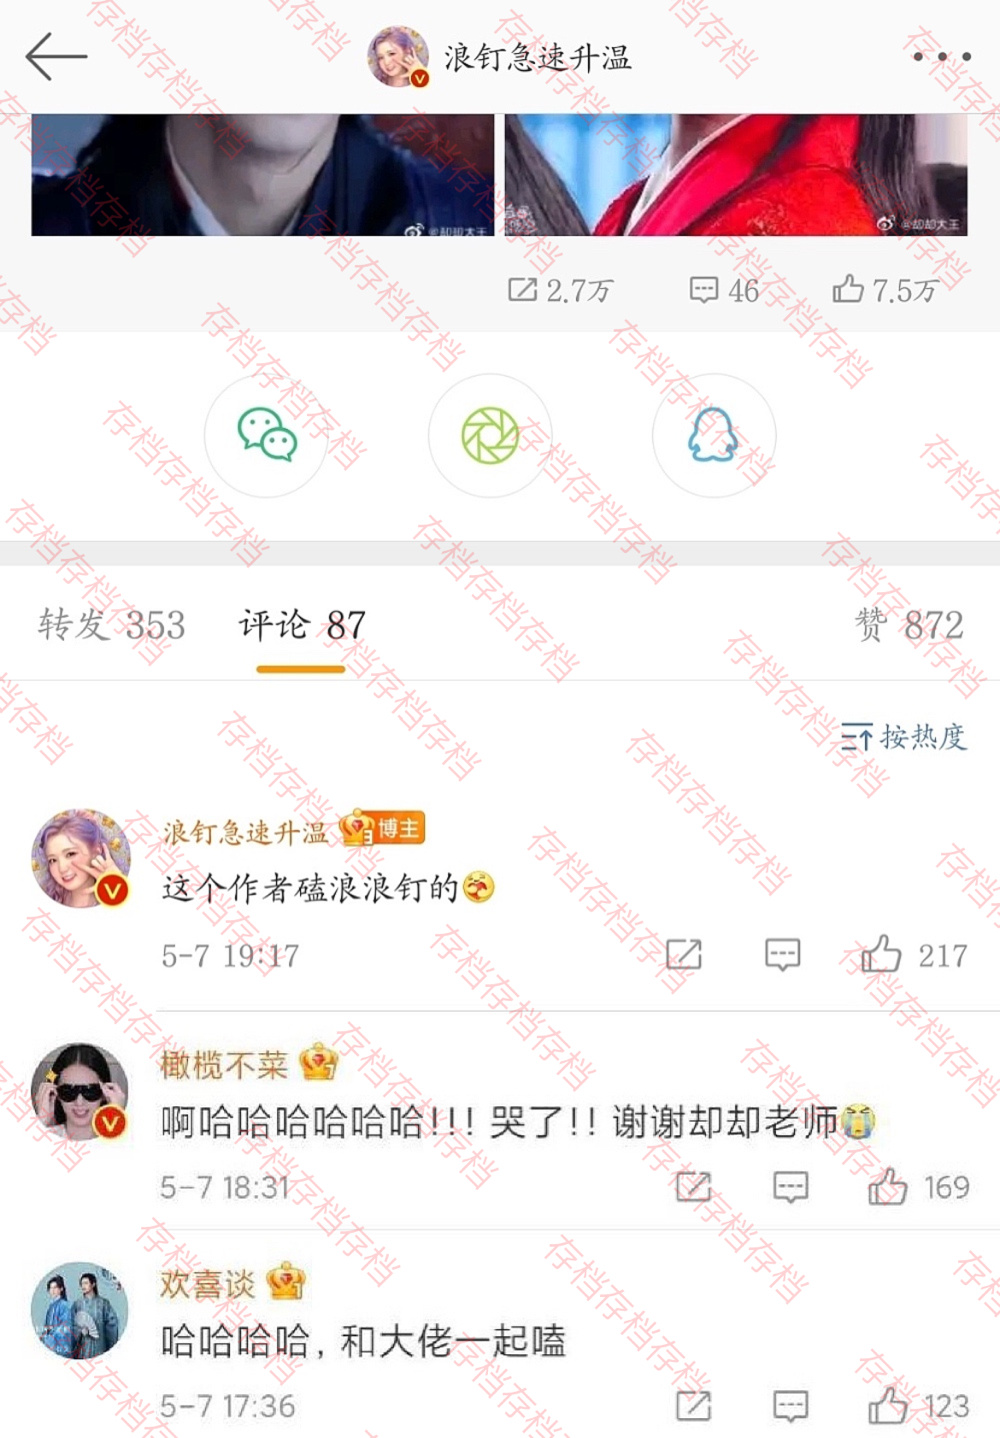 浪钉急速升温
@却却大王
@却却大王
2.7万
46
7.5万
转发 353
评论 87
赞 872
按热度
浪钉急速升温
3
博主
这个作者磕浪浪钉的
5-7 19:17
217
橄榄不菜
7
啊哈哈哈哈哈哈!!! 哭了!! 谢谢却却老师
5-7 18:31
169
欢喜谈
1
哈哈哈哈, 和大佬一起嗑
5-7 17:36
123
存档存档存档